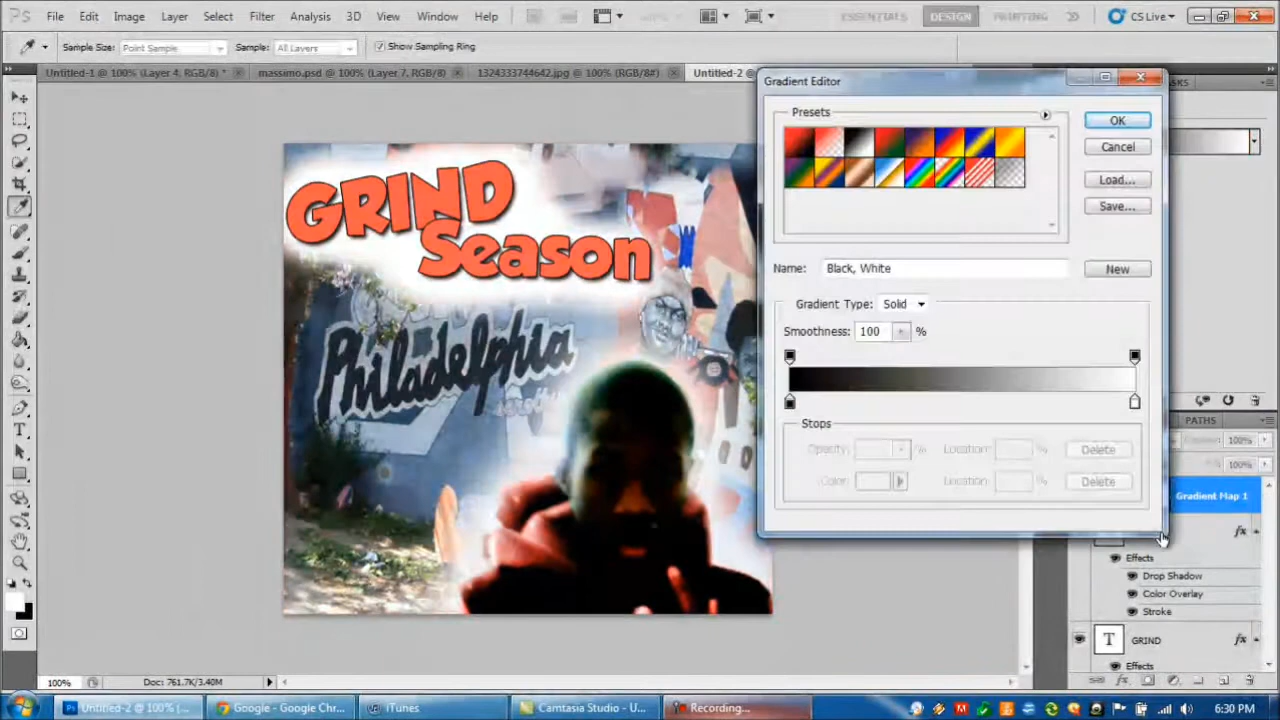 Ps File Edit Image Layer Select Filter Analysis 3D View Window Help ESSENTIALS DESIGN PAINTING CS Live
Sample Size: Point Sample Sample: All Layers Show Sampling Ring
Untitled-1 @ 100% (Layer 4, RGB/8) * massimo.psd @ 100% (Layer 7, RGB/8) 1324333744642.jpg @ 100% (RGB/8#) Untitled-2 @
Gradient Editor
Presets
OK
Cancel
Load...
Save...
Name: Black, White New
Gradient Type: Solid
Smoothness: 100 %
Stops
Opacity: % Location: % Delete
Color: Location: % Delete
GRIND
Season
Philadelphia
PATHS
100%
100%
Gradient Map 1
fx
Effects
Drop Shadow
Color Overlay
Stroke
T GRIND fx
Effects
100% Doc: 761.7K/3.40M
Untitled-2 @ 100% (... Google - Google Chr... iTunes Camtasia Studio - U... Recording... 6:30 PM